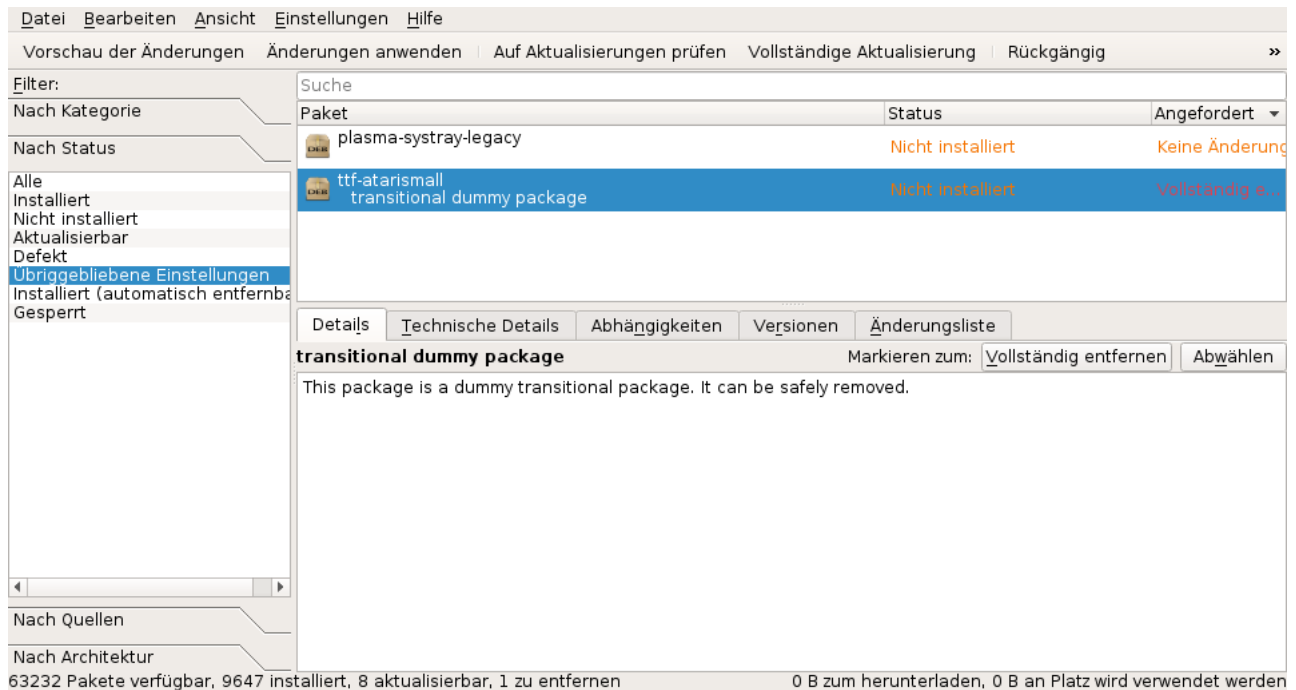 Datei Bearbeiten Ansicht Einstellungen Hilfe
Vorschau der Änderungen Änderungen anwenden Auf Aktualisierungen prüfen Vollständige Aktualisierung Rückgängig »
Filter:
Nach Kategorie
Nach Status
Alle
Installiert
Nicht installiert
Aktualisierbar
Defekt
Übriggebliebene Einstellungen
Installiert (automatisch entfernba
Gesperrt
Nach Quellen
Nach Architektur
Suche
Paket Status Angefordert
DEB plasma-systray-legacy Nicht installiert Keine Änderung
DEB ttf-atarismall Nicht installiert Vollständig e...
transitional dummy package
Details Technische Details Abhängigkeiten Versionen Änderungsliste
transitional dummy package Markieren zum: Vollständig entfernen Abwählen
This package is a dummy transitional package. It can be safely removed.
63232 Pakete verfügbar, 9647 installiert, 8 aktualisierbar, 1 zu entfernen 0 B zum herunterladen, 0 B an Platz wird verwendet werden